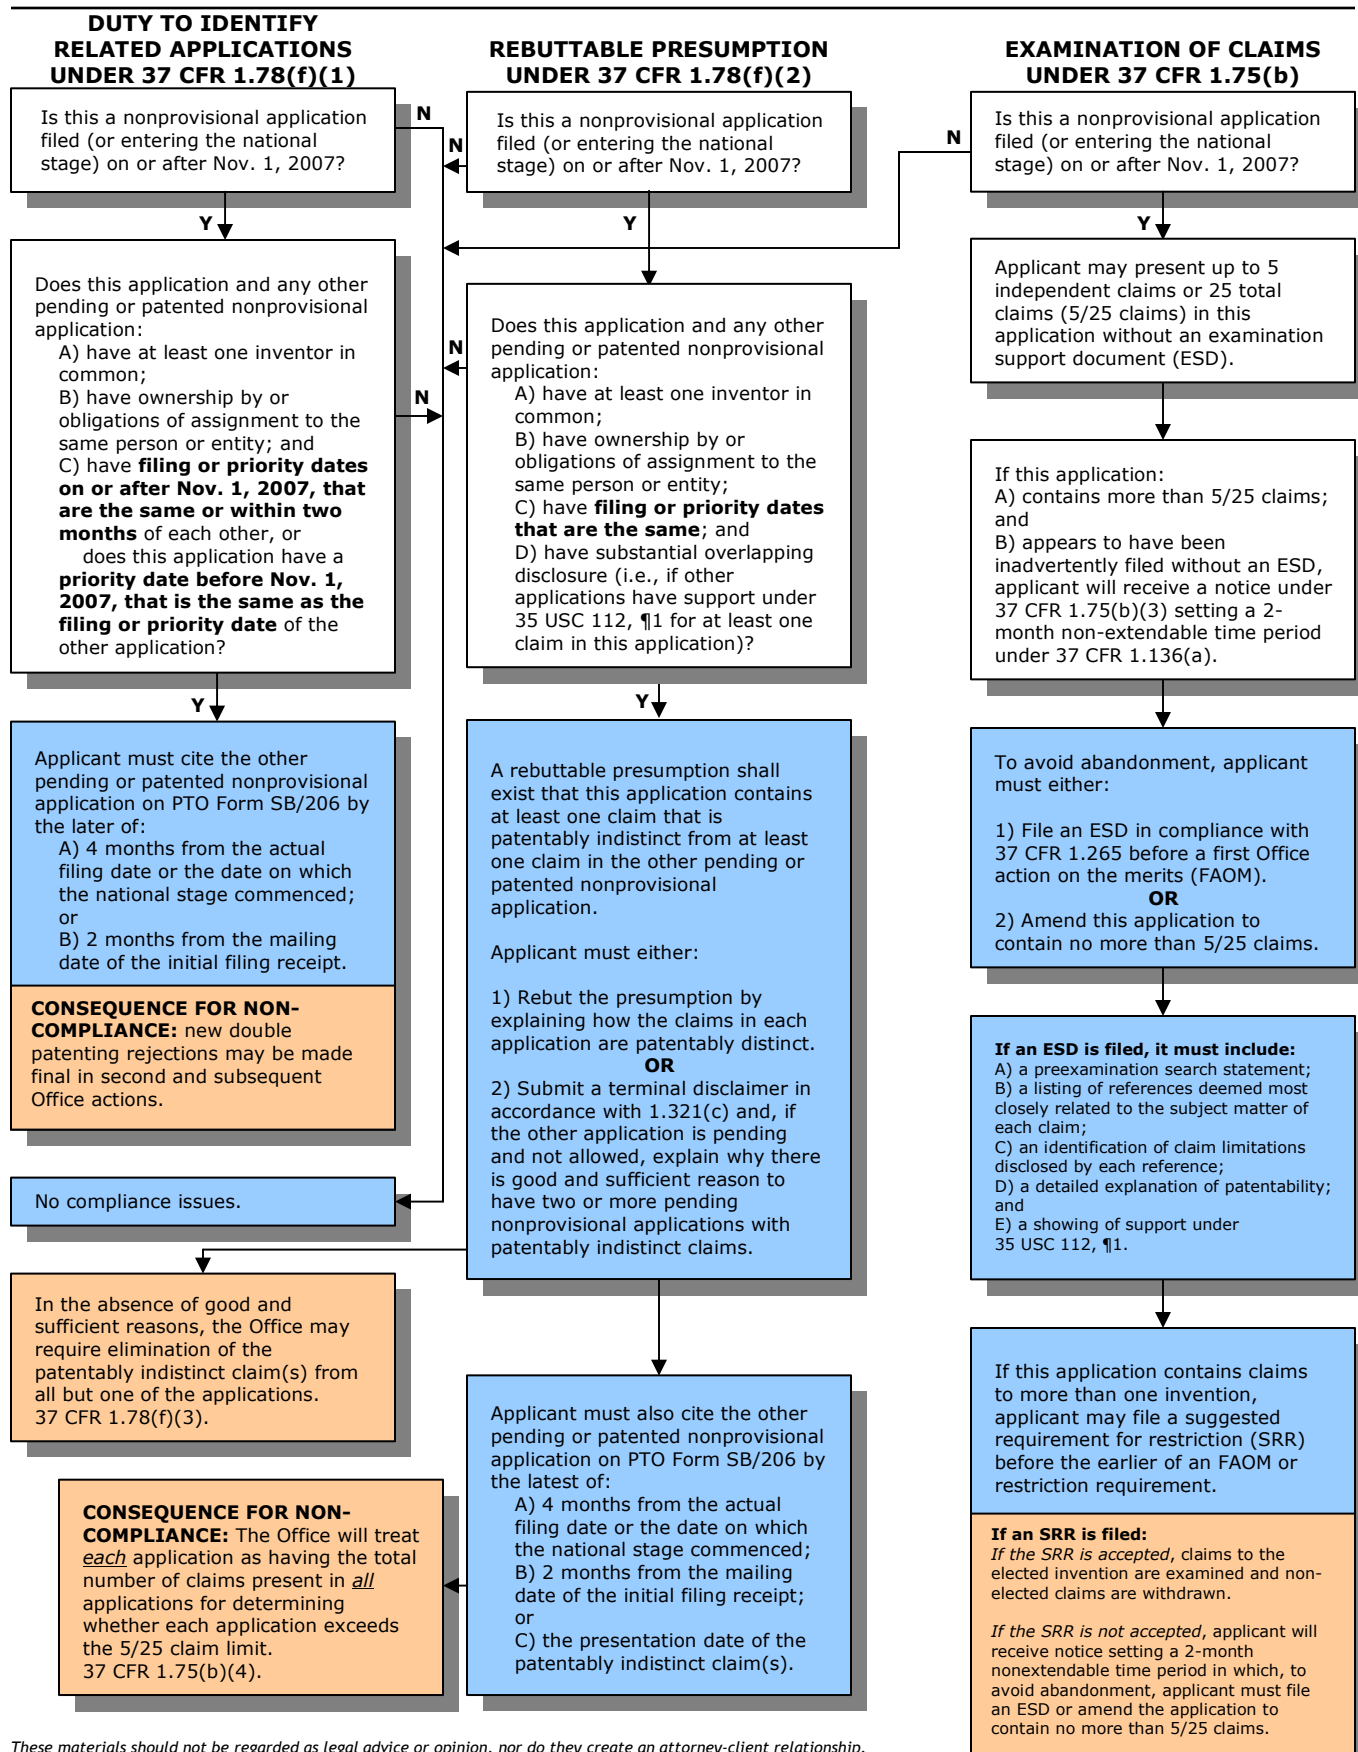 DUTY TO IDENTIFY
RELATED APPLICATIONS
UNDER 37 CFR 1.78(f)(1)
Is this a nonprovisional application
filed (or entering the national
stage) on or after Nov. 1, 2007?
N
Y
Does this application and any other
pending or patented nonprovisional
application:
A) have at least one inventor in
common;
B) have ownership by or
obligations of assignment to the
same person or entity; and
C) have filing or priority dates
on or after Nov. 1, 2007, that
are the same or within two
months of each other, or
does this application have a
priority date before Nov. 1,
2007, that is the same as the
filing or priority date of the
other application?
N
Y
Applicant must cite the other
pending or patented nonprovisional
application on PTO Form SB/206 by
the later of:
A) 4 months from the actual
filing date or the date on which
the national stage commenced;
or
B) 2 months from the mailing
date of the initial filing receipt.
CONSEQUENCE FOR NON-
COMPLIANCE: new double
patenting rejections may be made
final in second and subsequent
Office actions.
No compliance issues.
In the absence of good and
sufficient reasons, the Office may
require elimination of the
patentably indistinct claim(s) from
all but one of the applications.
37 CFR 1.78(f)(3).
CONSEQUENCE FOR NON-
COMPLIANCE: The Office will treat
each application as having the total
number of claims present in all
applications for determining
whether each application exceeds
the 5/25 claim limit.
37 CFR 1.75(b)(4).
REBUTTABLE PRESUMPTION
UNDER 37 CFR 1.78(f)(2)
Is this a nonprovisional application
filed (or entering the national
stage) on or after Nov. 1, 2007?
N
Y
Does this application and any other
pending or patented nonprovisional
application:
A) have at least one inventor in
common;
B) have ownership by or
obligations of assignment to the
same person or entity;
C) have filing or priority dates
that are the same; and
D) have substantial overlapping
disclosure (i.e., if other
applications have support under
35 USC 112, ¶1 for at least one
claim in this application)?
N
Y
A rebuttable presumption shall
exist that this application contains
at least one claim that is
patentably indistinct from at least
one claim in the other pending or
patented nonprovisional
application.
Applicant must either:
1) Rebut the presumption by
explaining how the claims in each
application are patentably distinct.
OR
2) Submit a terminal disclaimer in
accordance with 1.321(c) and, if
the other application is pending
and not allowed, explain why there
is good and sufficient reason to
have two or more pending
nonprovisional applications with
patentably indistinct claims.
Applicant must also cite the other
pending or patented nonprovisional
application on PTO Form SB/206 by
the latest of:
A) 4 months from the actual
filing date or the date on which
the national stage commenced;
B) 2 months from the mailing
date of the initial filing receipt;
or
C) the presentation date of the
patentably indistinct claim(s).
EXAMINATION OF CLAIMS
UNDER 37 CFR 1.75(b)
Is this a nonprovisional application
filed (or entering the national
stage) on or after Nov. 1, 2007?
N
Y
Applicant may present up to 5
independent claims or 25 total
claims (5/25 claims) in this
application without an examination
support document (ESD).
If this application:
A) contains more than 5/25 claims;
and
B) appears to have been
inadvertently filed without an ESD,
applicant will receive a notice under
37 CFR 1.75(b)(3) setting a 2-
month non-extendable time period
under 37 CFR 1.136(a).
To avoid abandonment, applicant
must either:
1) File an ESD in compliance with
37 CFR 1.265 before a first Office
action on the merits (FAOM).
OR
2) Amend this application to
contain no more than 5/25 claims.
If an ESD is filed, it must include:
A) a preexamination search statement;
B) a listing of references deemed most
closely related to the subject matter of
each claim;
C) an identification of claim limitations
disclosed by each reference;
D) a detailed explanation of patentability;
and
E) a showing of support under
35 USC 112, ¶1.
If this application contains claims
to more than one invention,
applicant may file a suggested
requirement for restriction (SRR)
before the earlier of an FAOM or
restriction requirement.
If an SRR is filed:
If the SRR is accepted, claims to the
elected invention are examined and non-
elected claims are withdrawn.
If the SRR is not accepted, applicant will
receive notice setting a 2-month
nonextendable time period in which, to
avoid abandonment, applicant must file
an ESD or amend the application to
contain no more than 5/25 claims.
These materials should not be regarded as legal advice or opinion, nor do they create an attorney-client relationship.